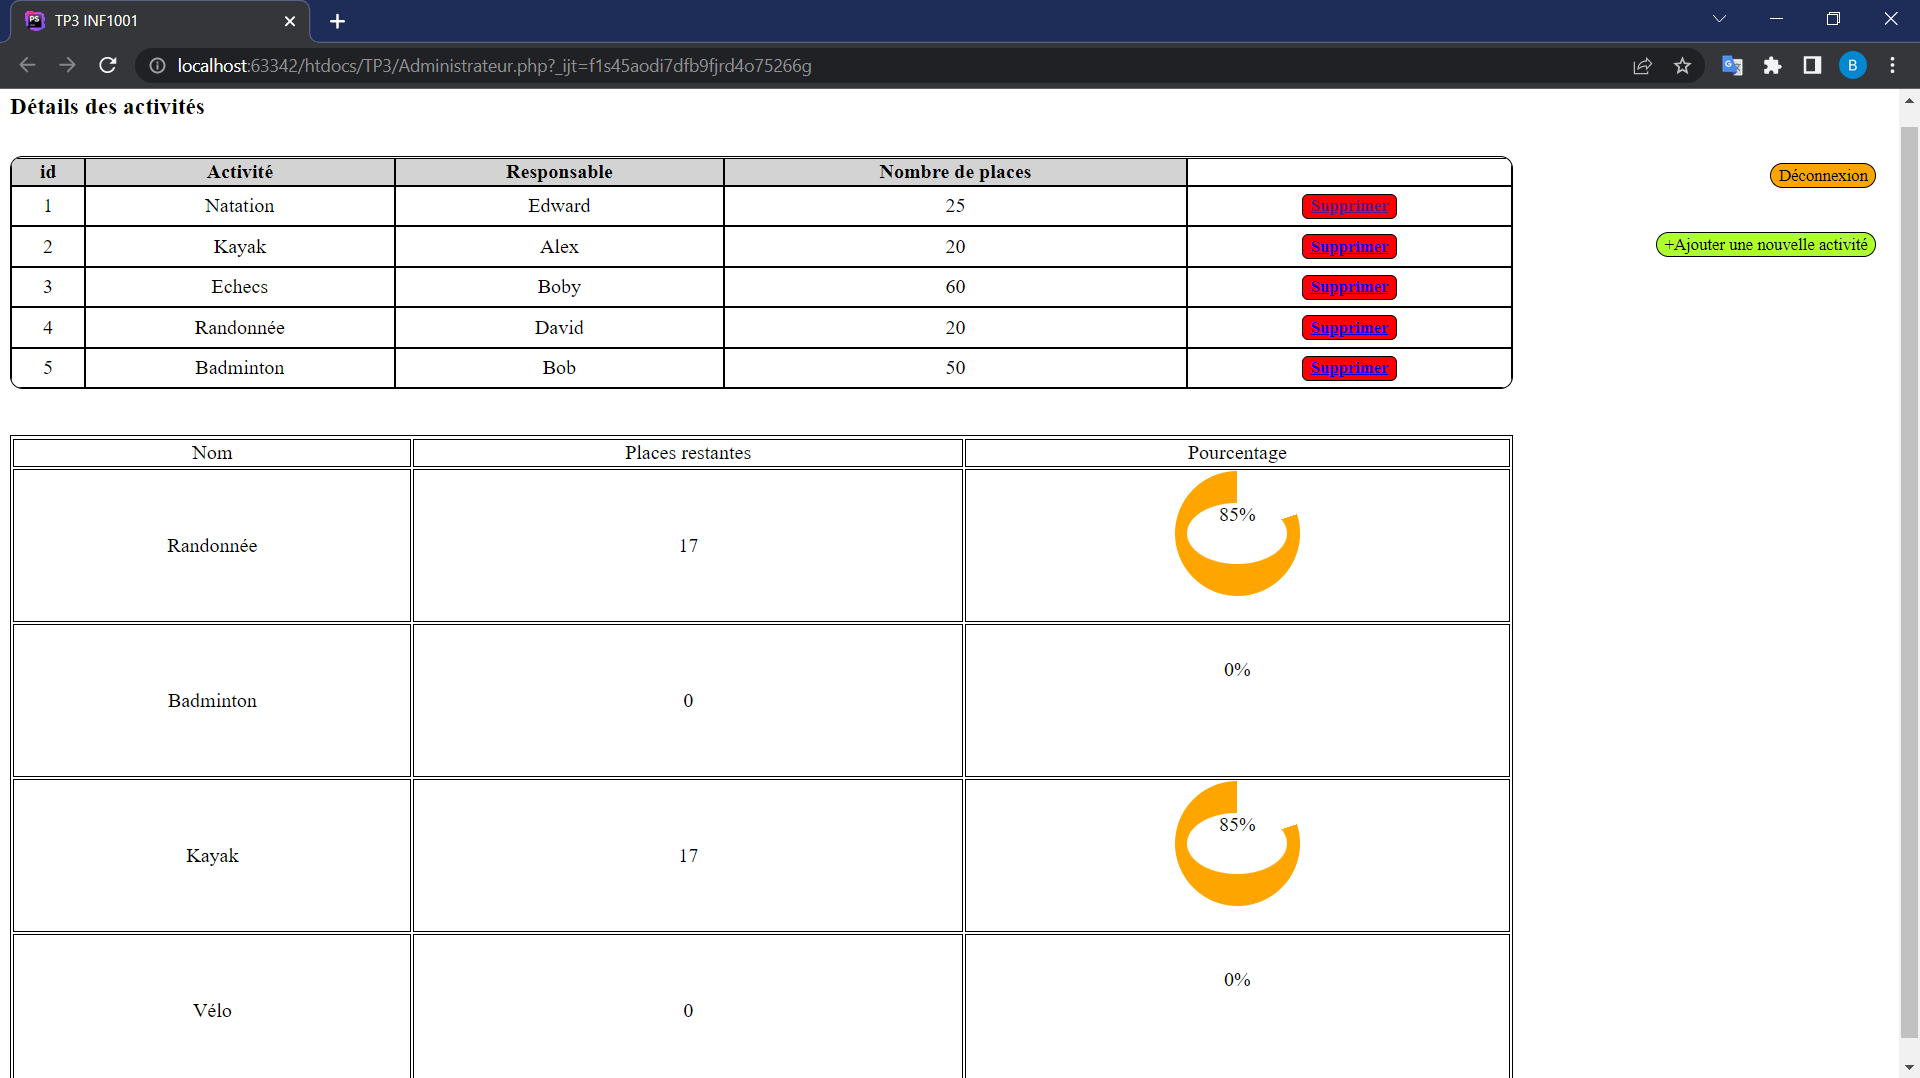 TP3 INF1001
localhost:63342/htdocs/TP3/Administrateur.php?_ijt=f1s45aodi7dfb9fjrd4o75266g
B
Détails des activités
id Activité Responsable Nombre de places
Déconnexion
1 Natation Edward 25 Supprimer
2 Kayak Alex 20 Supprimer
+Ajouter une nouvelle activité
3 Echecs Boby 60 Supprimer
4 Randonnée David 20 Supprimer
5 Badminton Bob 50 Supprimer
Nom Places restantes Pourcentage
Randonnée 17 85%
Badminton 0 0%
Kayak 17 85%
Vélo 0 0%